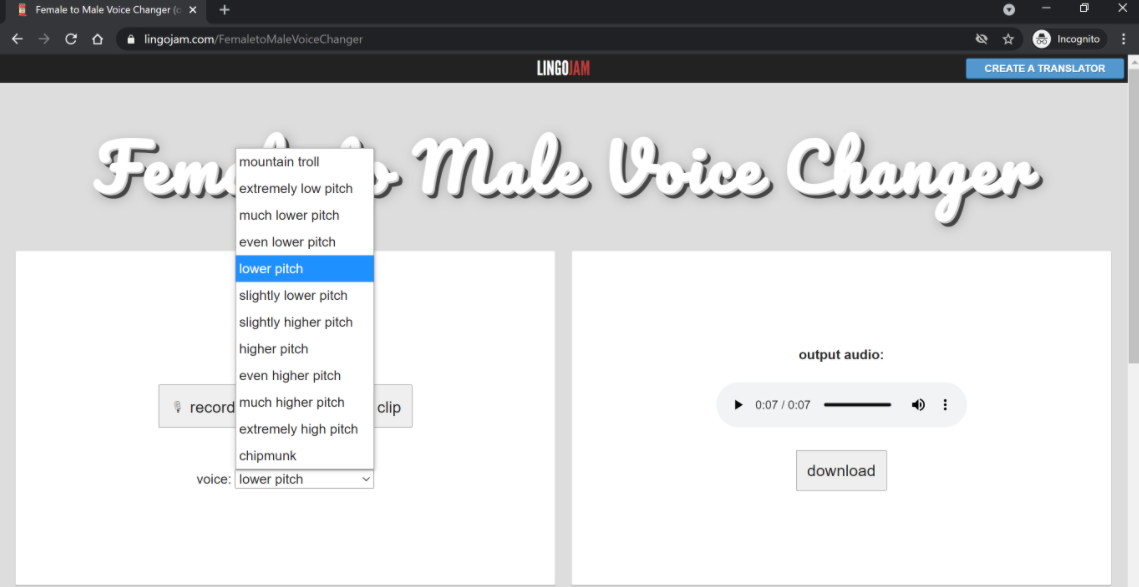 Female to Male Voice Changer (o
lingojam.com/FemaletoMaleVoiceChanger
Incognito
LINGOJAM
CREATE A TRANSLATOR
Female to Male Voice Changer
mountain troll
extremely low pitch
much lower pitch
even lower pitch
lower pitch
slightly lower pitch
slightly higher pitch
higher pitch
even higher pitch
much higher pitch
extremely high pitch
chipmunk
record
clip
voice: lower pitch
output audio:
0:07 / 0:07
download